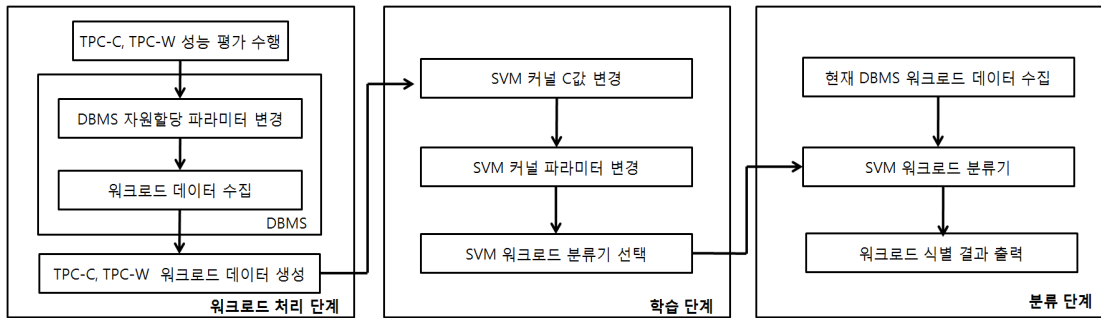 TPC-C, TPC-W 성능 평가 수행
DBMS 자원할당 파라미터 변경
워크로드 데이터 수집
DBMS
TPC-C, TPC-W 워크로드 데이터 생성
워크로드 처리 단계
SVM 커널 C값 변경
SVM 커널 파라미터 변경
SVM 워크로드 분류기 선택
학습 단계
현재 DBMS 워크로드 데이터 수집
SVM 워크로드 분류기
워크로드 식별 결과 출력
분류 단계